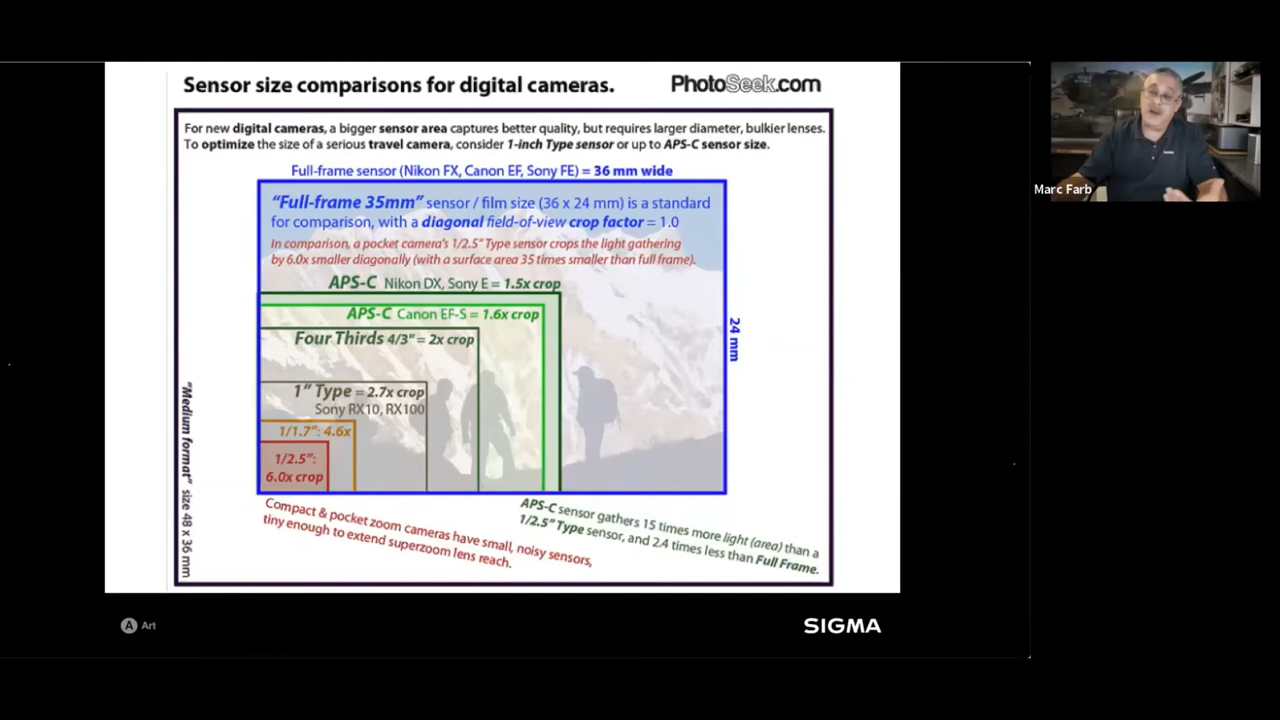 Sensor size comparisons for digital cameras.
PhotoSeek.com
For new digital cameras, a bigger sensor area captures better quality, but requires larger diameter, bulkier lenses.
To optimize the size of a serious travel camera, consider 1-inch Type sensor or up to APS-C sensor size.
Full-frame sensor (Nikon FX, Canon EF, Sony FE) = 36 mm wide
"Full-frame 35mm" sensor / film size (36 x 24 mm) is a standard
for comparison, with a diagonal field-of-view crop factor = 1.0
In comparison, a pocket camera's 1/2.5" Type sensor crops the light gathering
by 6.0x smaller diagonally (with a surface area 35 times smaller than full frame).
APS-C Nikon DX, Sony E = 1.5x crop
APS-C Canon EF-S = 1.6x crop
Four Thirds 4/3" = 2x crop
1" Type = 2.7x crop
Sony RX10, RX100
1/1.7": 4.6x
1/2.5":
6.0x crop
24 mm
"Medium format" size 48 x 36 mm
Compact & pocket zoom cameras have small, noisy sensors,
tiny enough to extend superzoom lens reach.
APS-C sensor gathers 15 times more light (area) than a
1/2.5" Type sensor, and 2.4 times less than Full Frame.
A Art
SIGMA
Marc Farb